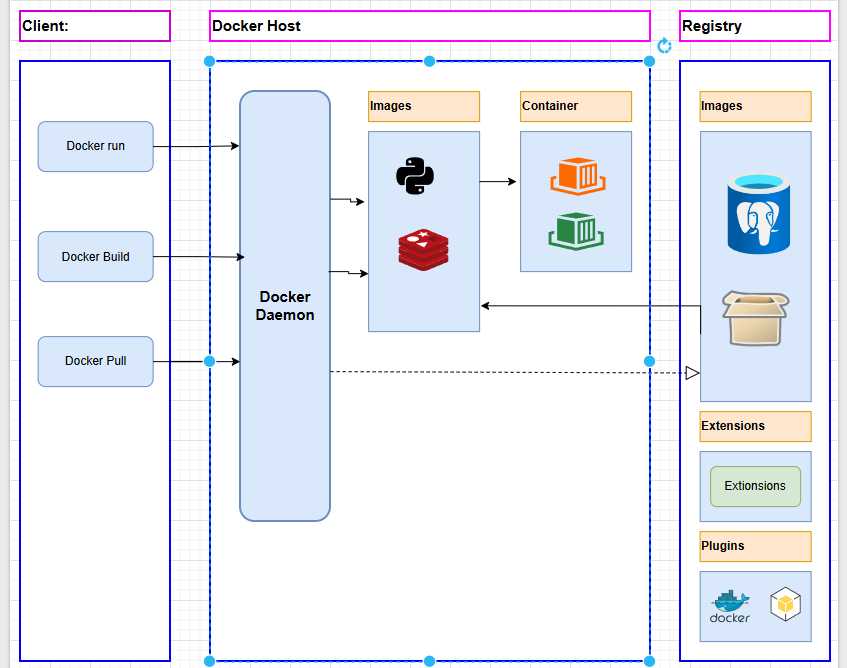 Client:
Docker Host
Registry
Docker run
Docker Build
Docker Pull
Docker
Daemon
Images
Container
Images
Extensions
Extionsions
Plugins
docker